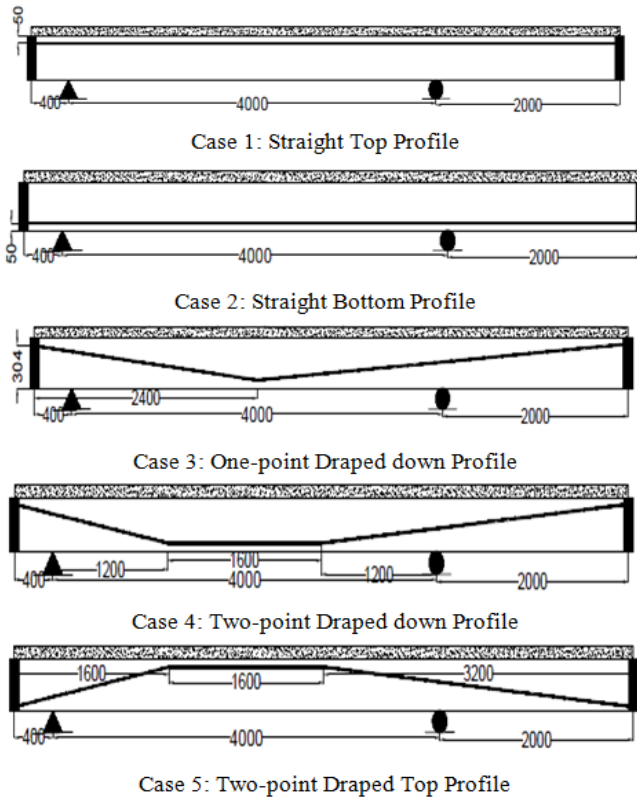 50
400 4000 2000
Case 1: Straight Top Profile
50
400 4000 2000
Case 2: Straight Bottom Profile
304
2400
400 4000 2000
Case 3: One-point Draped down Profile
1600
400 1200 4000 1200 2000
Case 4: Two-point Draped down Profile
1600 1600 3200
400 4000 2000
Case 5: Two-point Draped Top Profile